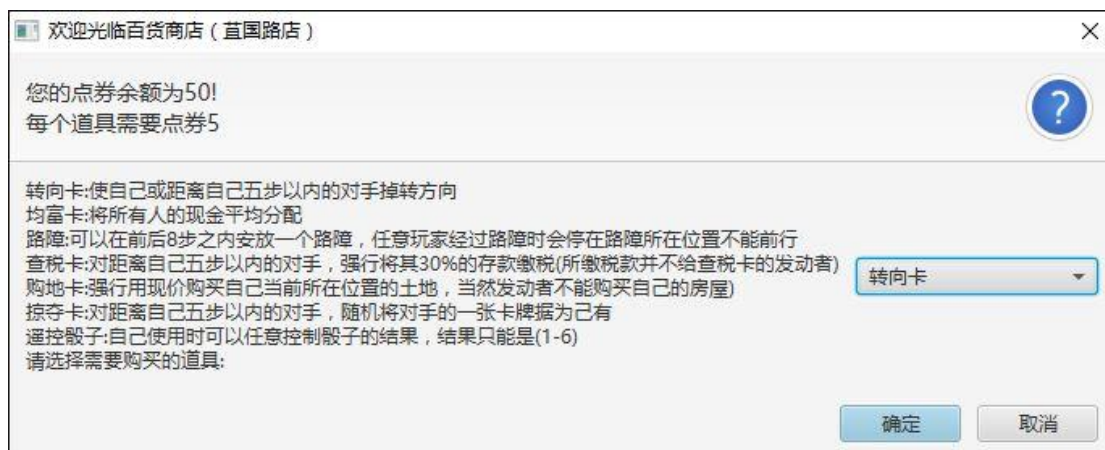 欢迎光临百货商店（苴国路店）
您的点券余额为50!
每个道具需要点券5
转向卡:使自己或距离自己五步以内的对手掉转方向
均富卡:将所有人的现金平均分配
路障:可以在前后8步之内安放一个路障，任意玩家经过路障时会停在路障所在位置不能前行
查税卡:对距离自己五步以内的对手，强行将其30%的存款缴税(所缴税款并不给查税卡的发动者)
购地卡:强行用现价购买自己当前所在位置的土地，当然发动者不能购买自己的房屋)
掠夺卡:对距离自己五步以内的对手，随机将对手的一张卡牌据为己有
遥控骰子:自己使用时可以任意控制骰子的结果，结果只能是(1-6)
请选择需要购买的道具:
转向卡
确定
取消